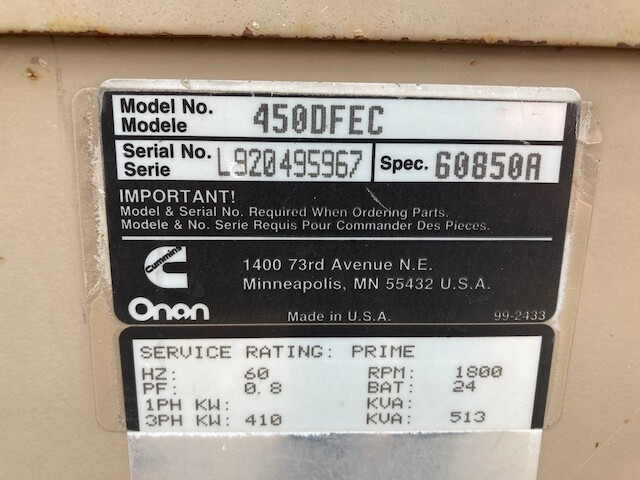 Model No. 450DFEC
Modele
Serial No. L920495967 Spec. 60850A
Serie
IMPORTANT!
Model & Serial No. Required When Ordering Parts.
Modele & No. Serie Requis Pour Commander Des Pieces.
Cummins
Onan
1400 73rd Avenue N.E.
Minneapolis, MN 55432 U.S.A.
Made in U.S.A. 99-2433
SERVICE RATING: PRIME
HZ: 60 RPM: 1800
PF: 0.8 BAT: 24
1PH KW: KVA:
3PH KW: 410 KVA: 513